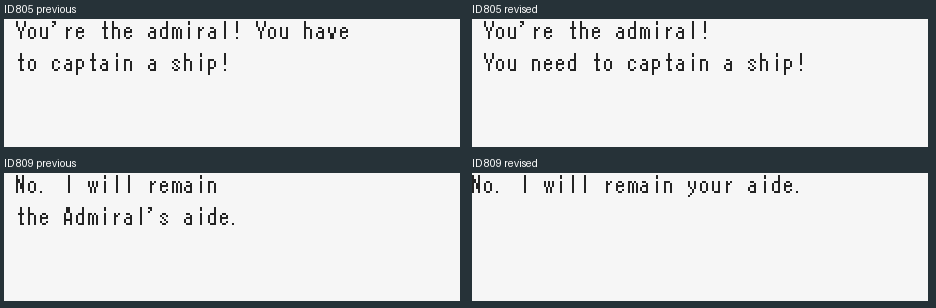 ID805 previous
You're the admiral! You have
to captain a ship!
ID805 revised
You're the admiral!
You need to captain a ship!
ID809 previous
No. I will remain
the Admiral's aide.
ID809 revised
No. I will remain your aide.